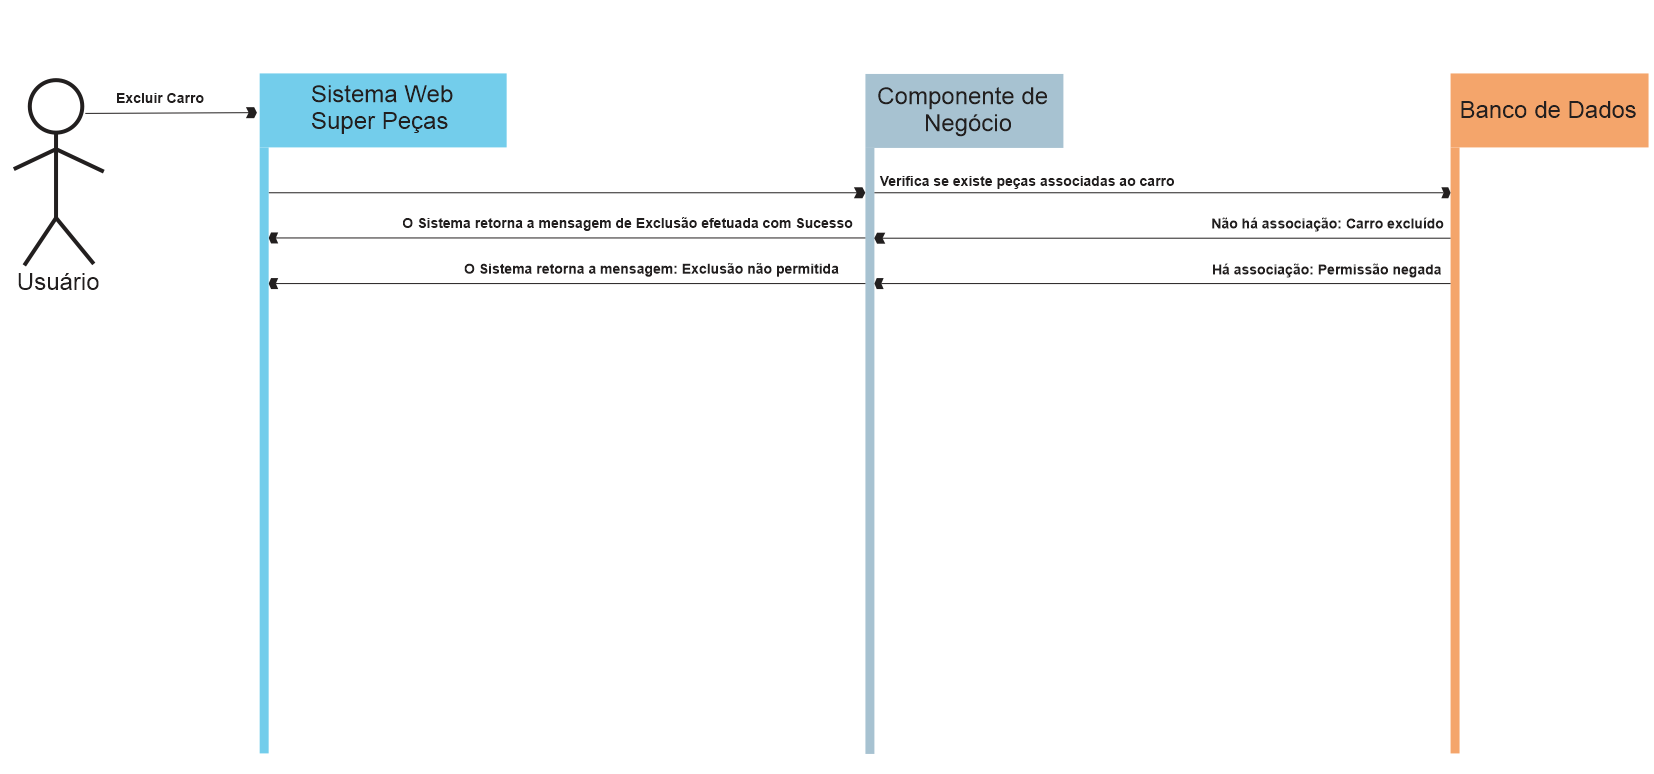 Excluir Carro
Sistema Web
Super Peças
Componente de
Negócio
Banco de Dados
Verifica se existe peças associadas ao carro
O Sistema retorna a mensagem de Exclusão efetuada com Sucesso
Não há associação: Carro excluído
O Sistema retorna a mensagem: Exclusão não permitida
Há associação: Permissão negada
Usuário